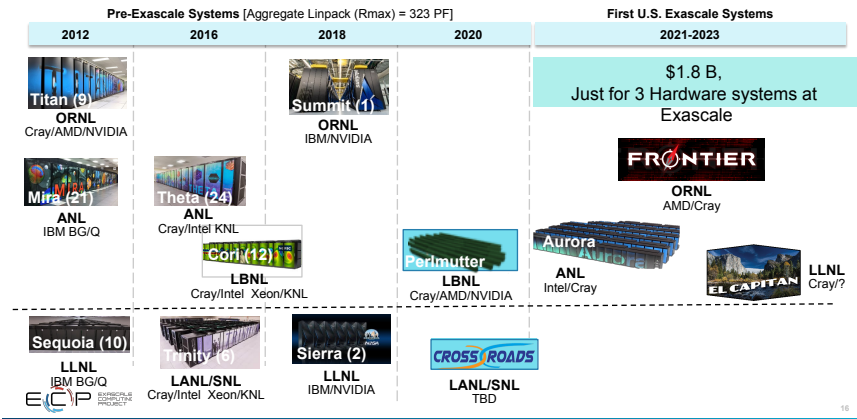 Pre-Exascale Systems [Aggregate Linpack (Rmax) = 323 PF]
First U.S. Exascale Systems
2012
2016
2018
2020
2021-2023
$1.8 B,
Just for 3 Hardware systems at
Exascale
Titan (9)
ORNL
Cray/AMD/NVIDIA
Summit (1)
ORNL
IBM/NVIDIA
FRONTIER
ORNL
AMD/Cray
MIRA
Mira (21)
ANL
IBM BG/Q
Theta (24)
ANL
Cray/Intel KNL
Cori (12)
LBNL
Cray/Intel Xeon/KNL
Perlmutter
LBNL
Cray/AMD/NVIDIA
Aurora
Aurora
ANL
Intel/Cray
EL CAPITAN
LLNL
Cray/?
Sequoia (10)
LLNL
IBM BG/Q
Trinity (6)
LANL/SNL
Cray/Intel Xeon/KNL
Sierra (2)
LLNL
IBM/NVIDIA
CROSSROADS
LANL/SNL
TBD
ECP
EXASCALE
COMPUTING
PROJECT
16